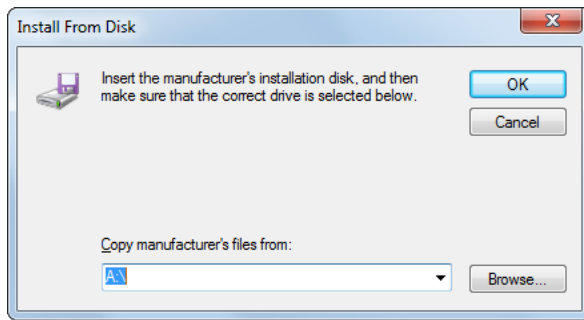 Install From Disk
Insert the manufacturer's installation disk, and then
make sure that the correct drive is selected below.
OK
Cancel
Copy manufacturer's files from:
A:\
Browse...